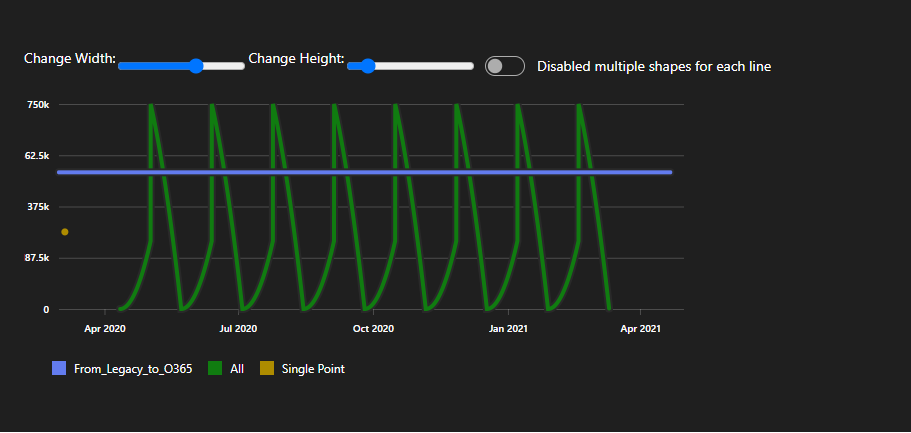 Change Width: Change Height: Disabled multiple shapes for each line
750k
62.5k
375k
87.5k
0
Apr 2020 Jul 2020 Oct 2020 Jan 2021 Apr 2021
From_Legacy_to_O365 All Single Point